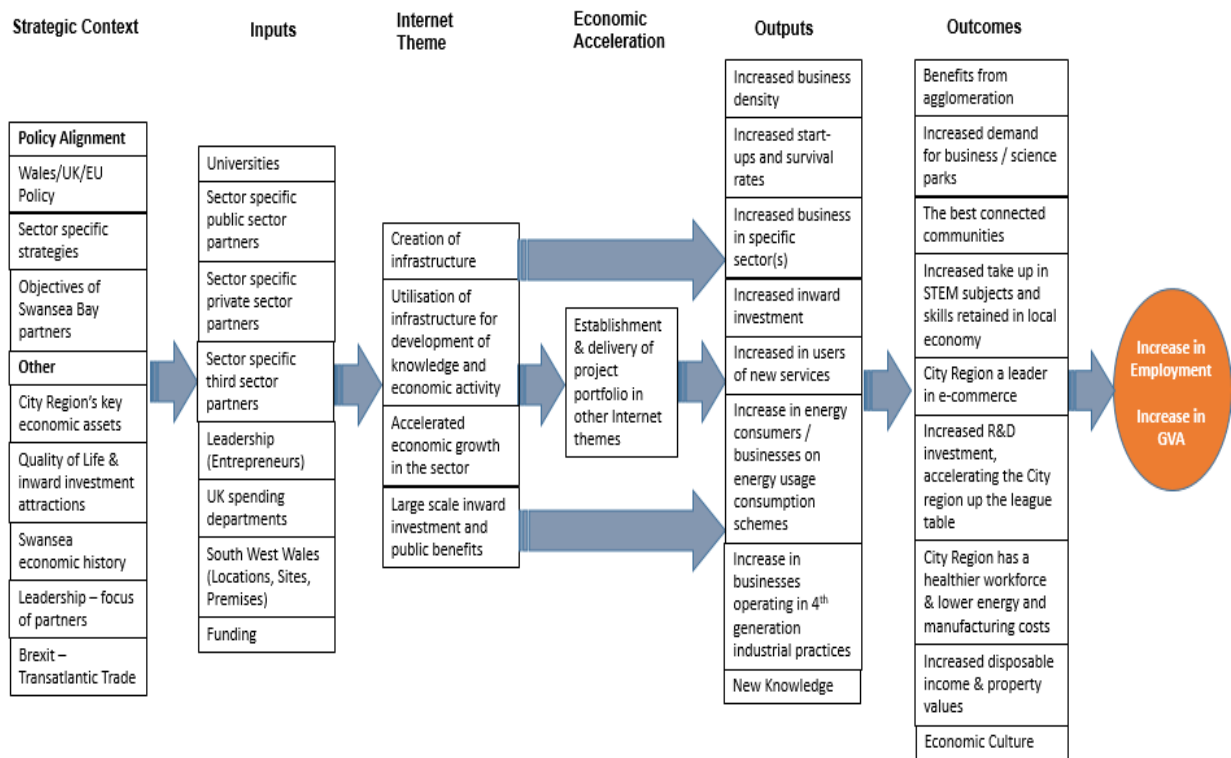 Strategic Context
Inputs
Internet
Theme
Economic
Acceleration
Outputs
Outcomes
Policy Alignment
Wales/UK/EU
Policy
Sector specific
strategies
Objectives of
Swansea Bay
partners
Other
City Region's key
economic assets
Quality of Life &
inward investment
attractions
Swansea
economic history
Leadership – focus
of partners
Brexit –
Transatlantic Trade
Universities
Sector specific
public sector
partners
Sector specific
private sector
partners
Sector specific
third sector
partners
Leadership
(Entrepreneurs)
UK spending
departments
South West Wales
(Locations, Sites,
Premises)
Funding
Creation of
infrastructure
Utilisation of
infrastructure for
development of
knowledge and
economic activity
Accelerated
economic growth
in the sector
Large scale inward
investment and
public benefits
Establishment
& delivery of
project
portfolio in
other Internet
themes
Increased business
density
Increased start-
ups and survival
rates
Increased business
in specific
sector(s)
Increased inward
investment
Increased in users
of new services
Increase in energy
consumers /
businesses on
energy usage
consumption
schemes
Increase in
businesses
operating in 4th
generation
industrial practices
New Knowledge
Benefits from
agglomeration
Increased demand
for business / science
parks
The best connected
communities
Increased take up in
STEM subjects and
skills retained in local
economy
City Region a leader
in e-commerce
Increased R&D
investment,
accelerating the City
region up the league
table
City Region has a
healthier workforce
& lower energy and
manufacturing costs
Increased disposable
income & property
values
Economic Culture
Increase in
Employment
Increase in
GVA